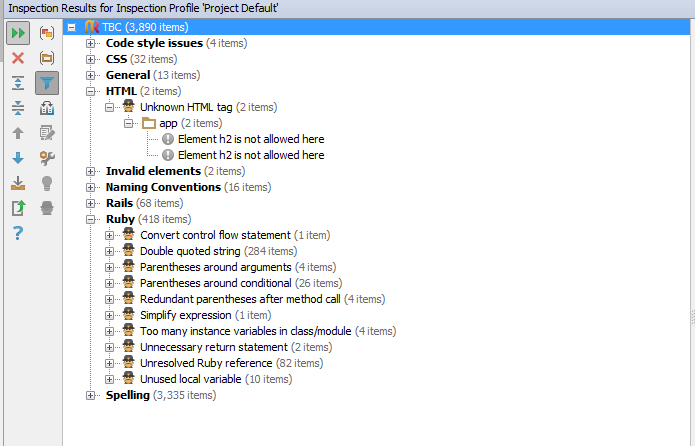 Inspection Results for Inspection Profile 'Project Default'
TBC (3,890 items)
Code style issues (4 items)
CSS (32 items)
General (13 items)
HTML (2 items)
Unknown HTML tag (2 items)
app (2 items)
Element h2 is not allowed here
Element h2 is not allowed here
Invalid elements (2 items)
Naming Conventions (16 items)
Rails (68 items)
Ruby (418 items)
Convert control flow statement (1 item)
Double quoted string (284 items)
Parentheses around arguments (4 items)
Parentheses around conditional (26 items)
Redundant parentheses after method call (4 items)
Simplify expression (1 item)
Too many instance variables in class/module (4 items)
Unnecessary return statement (2 items)
Unresolved Ruby reference (82 items)
Unused local variable (10 items)
Spelling (3,335 items)